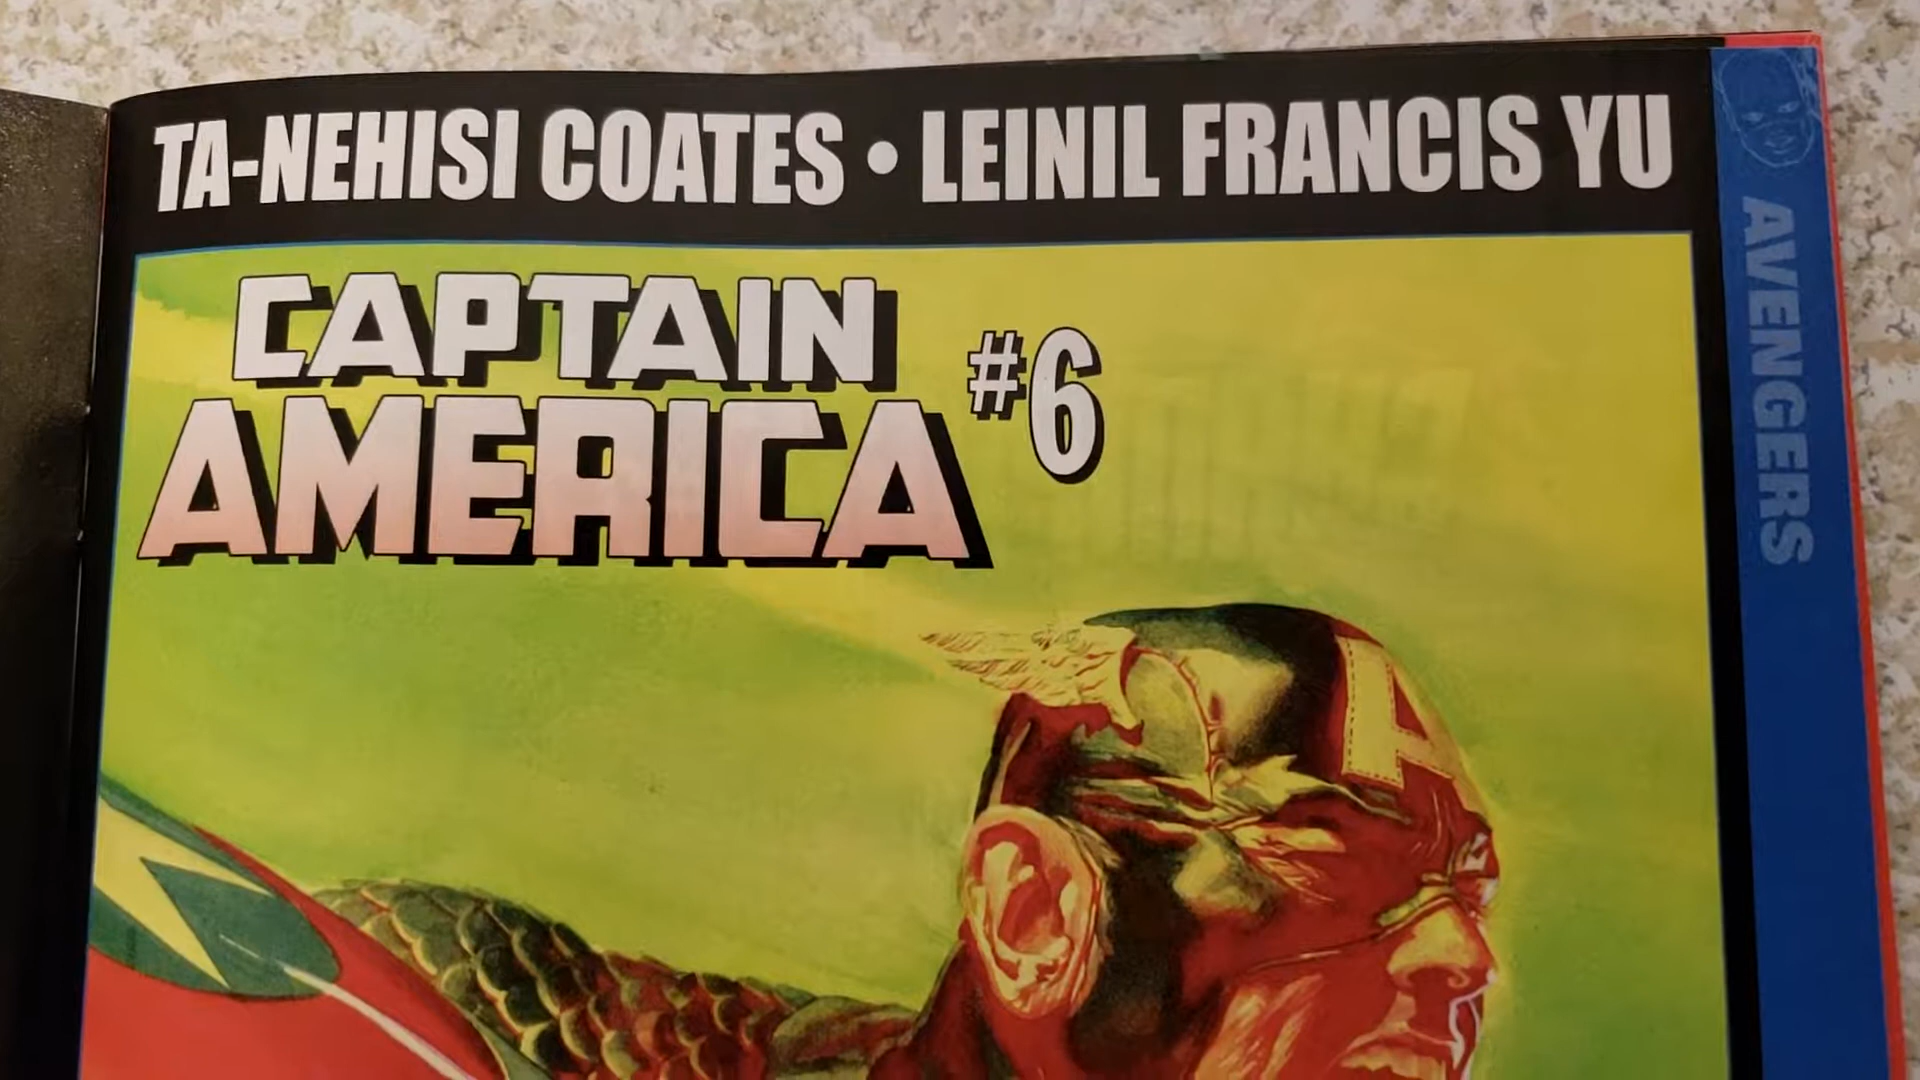 TA-NEHISI COATES • LEINIL FRANCIS YU
CAPTAIN
AMERICA
#6
A
AVENGERS